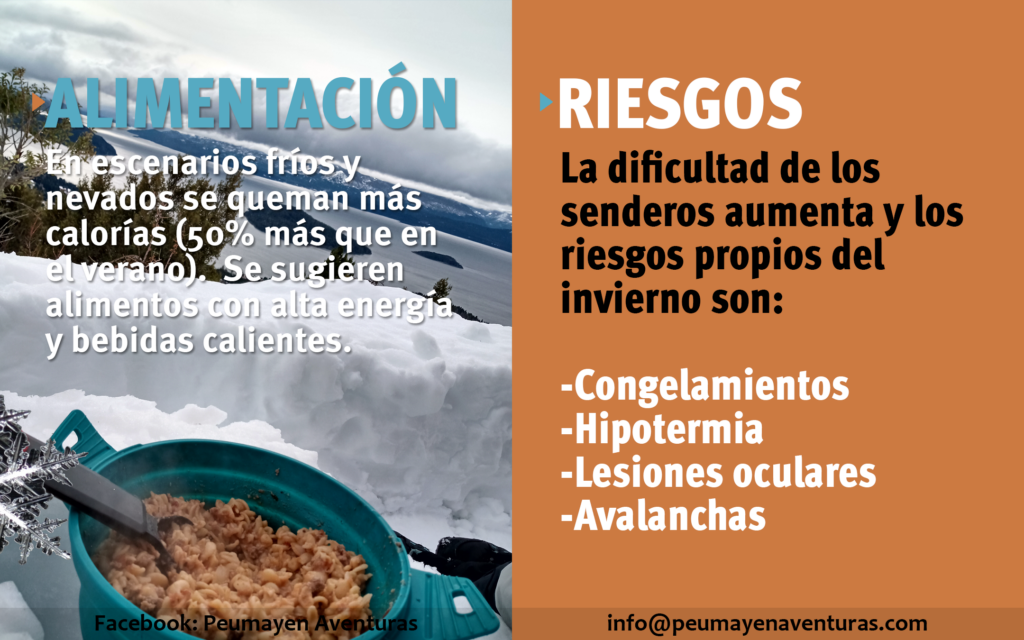 ALIMENTACIÓN
En escenarios fríos y
nevados se queman más
calorías (50% más que en
el verano).  Se sugieren
alimentos con alta energía
y bebidas calientes.
Facebook: Peumayen Aventuras
RIESGOS
La dificultad de los
senderos aumenta y los
riesgos propios del
invierno son:
-Congelamientos
-Hipotermia
-Lesiones oculares
-Avalanchas
info@peumayenaventuras.com